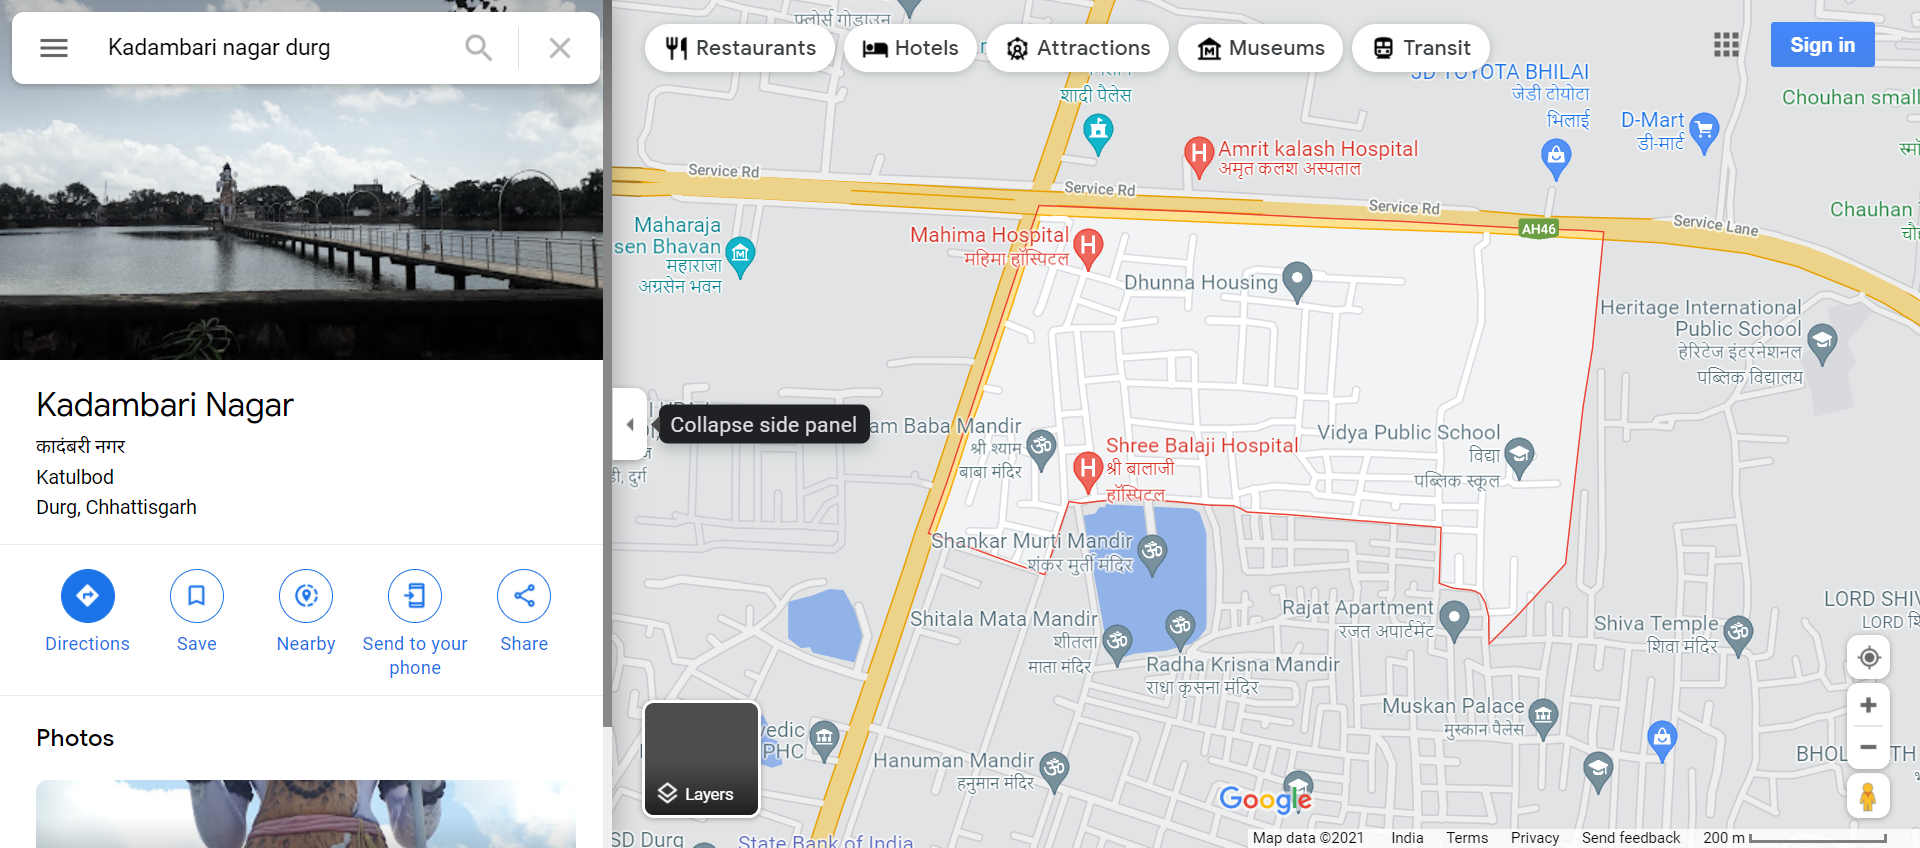 Kadambari nagar durg
Kadambari Nagar
कादंबरी नगर
Katulbod
Durg, Chhattisgarh
Directions
Save
Nearby
Send to your
phone
Share
Photos
Restaurants
Hotels
Attractions
Museums
Transit
Sign in
फ्लोर्स गोडाउन
शादी पैलेस
JD TOYOTA BHILAI
जेडी टोयोटा
भिलाई
D-Mart
डी-मार्ट
Chouhan small
Amrit kalash Hospital
अमृत कलश अस्पताल
Service Rd
Service Rd
Service Rd
Service Lane
AH46
Chauhan
Maharaja
sen Bhavan
महाराजा
अग्रसेन भवन
Mahima Hospital
महिमा हॉस्पिटल
Dhunna Housing
Heritage International
Public School
हेरिटेज इंटरनेशनल
पब्लिक विद्यालय
Collapse side panel
am Baba Mandir
श्री श्याम
बाबा मंदिर
डी, दुर्ग
Shree Balaji Hospital
श्री बालाजी
हॉस्पिटल
Vidya Public School
विद्या
पब्लिक स्कूल
Shankar Murti Mandir
शंकर मुर्ती मंदिर
Shitala Mata Mandir
शीतला
माता मंदिर
Radha Krisna Mandir
राधा कृसना मंदिर
Rajat Apartment
रजत अपार्टमेंट
Shiva Temple
शिवा मंदिर
LORD SHIV
LORD शि
Muskan Palace
मुस्कान पैलेस
vedic
PHC
Hanuman Mandir
हनुमान मंदिर
BHOL
TH
Layers
Google
SD Durg
State Bank of India
Map data ©2021
India
Terms
Privacy
Send feedback
200 m